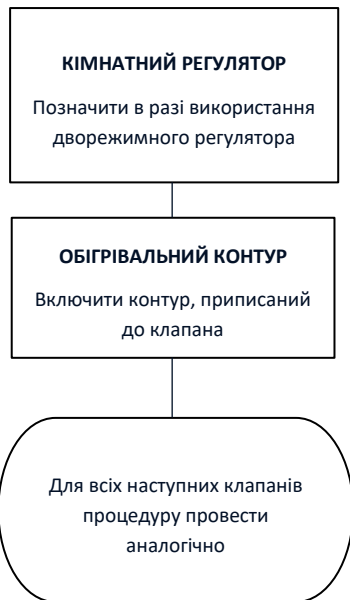 КІМНАТНИЙ РЕГУЛЯТОР
Позначити в разі використання
дворежимного регулятора
ОБІГРІВАЛЬНИЙ КОНТУР
Включити контур, приписаний
до клапана
Для всіх наступних клапанів
процедуру провести
аналогічно